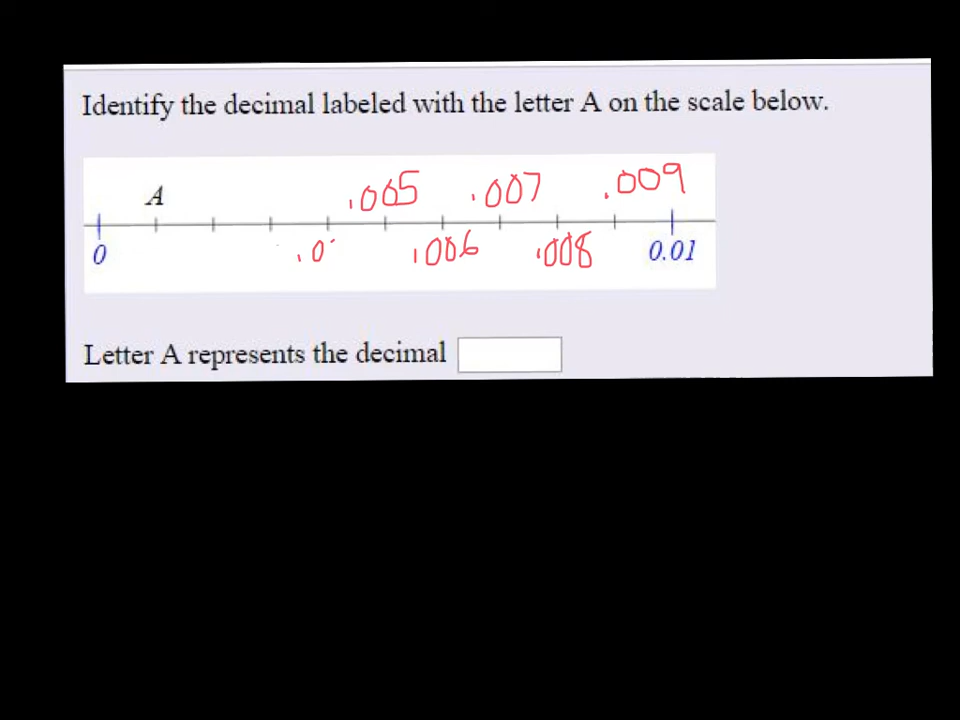 Identify the decimal labeled with the letter A on the scale below.
A .005 .007 .009
0 .0 .006 .008 0.01
Letter A represents the decimal